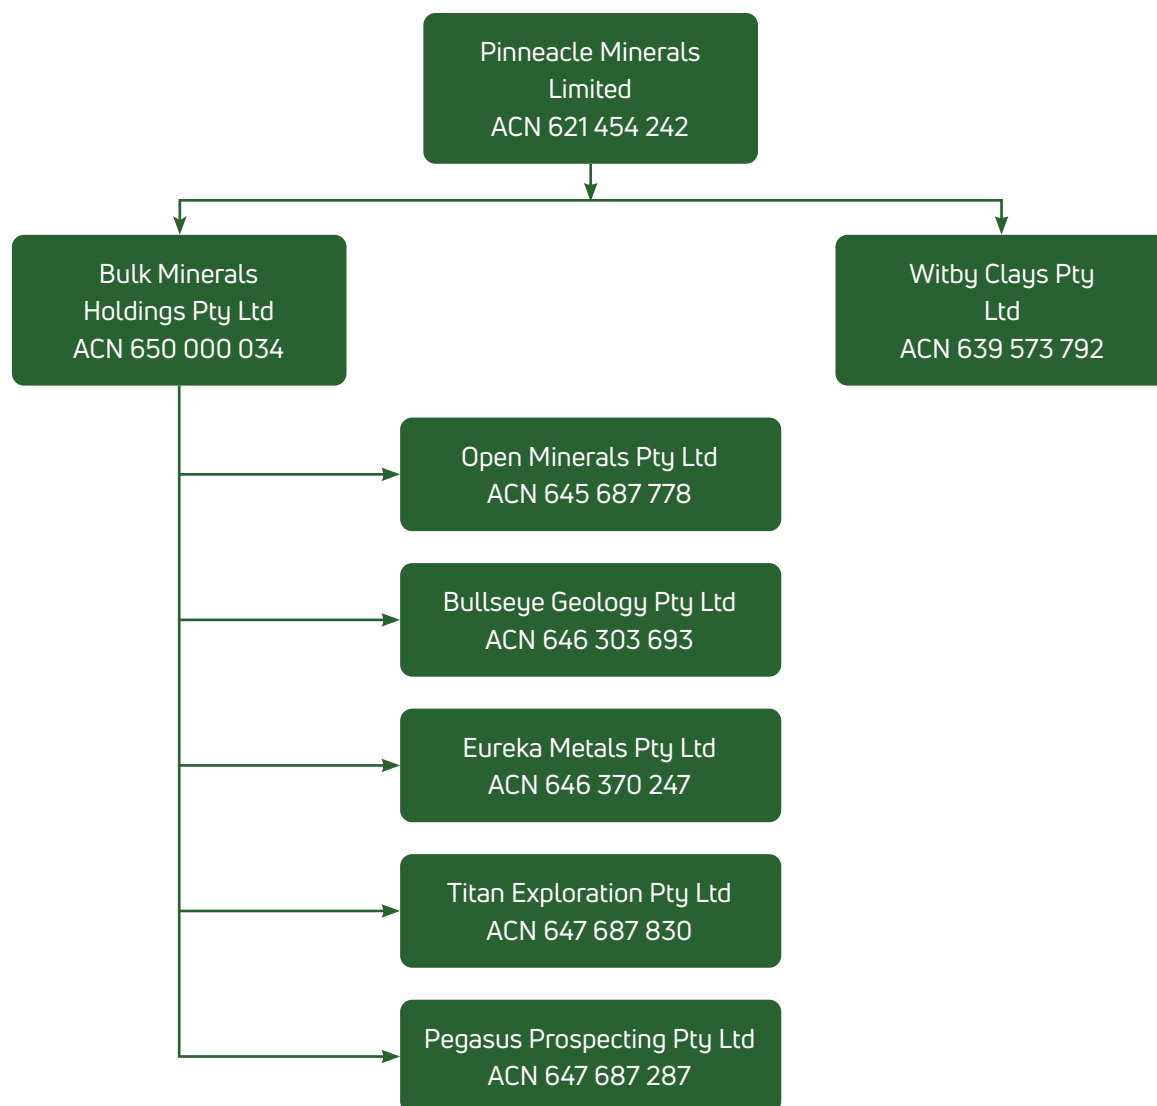 Pinneacle Minerals
Limited
ACN 621 454 242
Bulk Minerals
Holdings Pty Ltd
ACN 650 000 034
Witby Clays Pty
Ltd
ACN 639 573 792
Open Minerals Pty Ltd
ACN 645 687 778
Bullseye Geology Pty Ltd
ACN 646 303 693
Eureka Metals Pty Ltd
ACN 646 370 247
Titan Exploration Pty Ltd
ACN 647 687 830
Pegasus Prospecting Pty Ltd
ACN 647 687 287